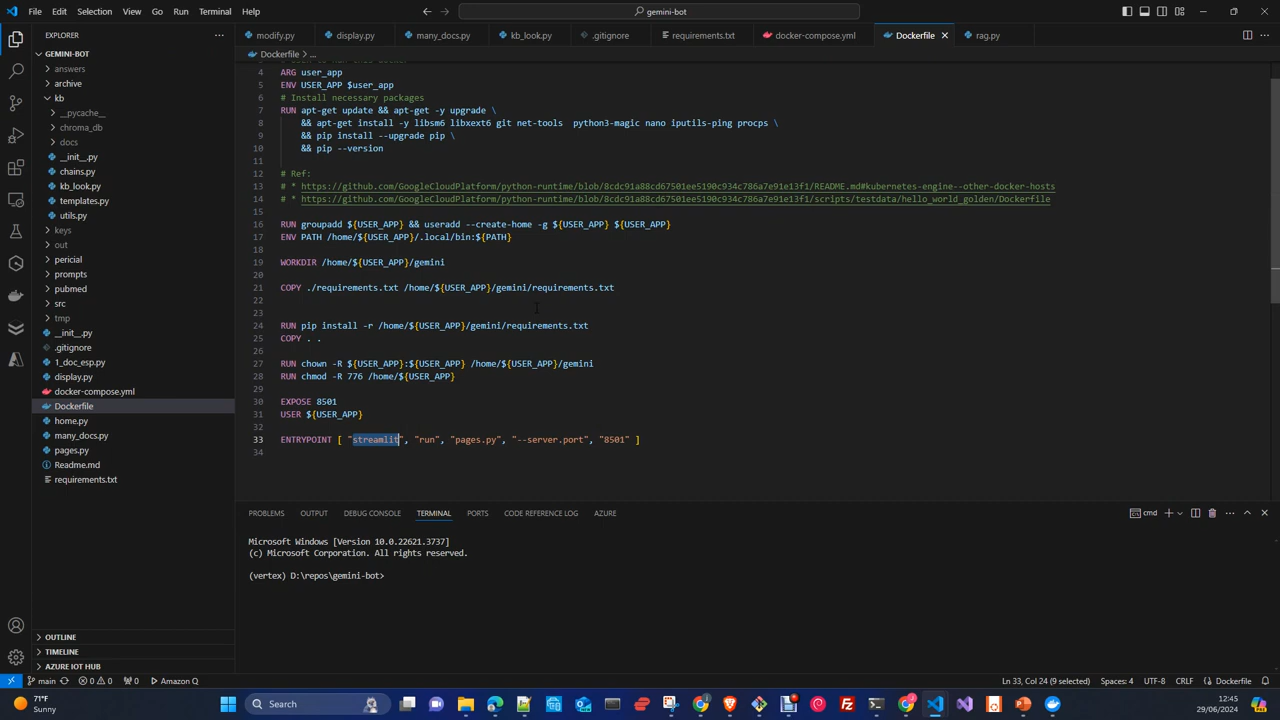 File Edit Selection View Go Run Terminal Help
gemini-bot
EXPLORER
modify.py display.py many_docs.py kb_look.py .gitignore requirements.txt docker-compose.yml Dockerfile rag.py
Dockerfile > ...
GEMINI-BOT
answers
archive
kb
__pycache__
chroma_db
docs
__init__.py
chains.py
kb_look.py
templates.py
utils.py
keys
out
pericial
prompts
pubmed
src
tmp
__init__.py
.gitignore
1_doc_esp.py
display.py
docker-compose.yml
Dockerfile
home.py
many_docs.py
pages.py
Readme.md
requirements.txt
OUTLINE
TIMELINE
AZURE IOT HUB
4 ARG user_app
5 ENV USER_APP $user_app
6 # Install necessary packages
7 RUN apt-get update && apt-get -y upgrade \
8 && apt-get install -y libsm6 libxext6 git net-tools python3-magic nano iputils-ping procps \
9 && pip install --upgrade pip \
10 && pip --version
11
12 # Ref:
13 # * https://github.com/GoogleCloudPlatform/python-runtime/blob/8cdc91a88cd67501ee5190c934c786a7e91e13f1/README.md#kubernetes-engine--other-docker-hosts
14 # * https://github.com/GoogleCloudPlatform/python-runtime/blob/8cdc91a88cd67501ee5190c934c786a7e91e13f1/scripts/testdata/hello_world_golden/Dockerfile
15
16 RUN groupadd ${USER_APP} && useradd --create-home -g ${USER_APP} ${USER_APP}
17 ENV PATH /home/${USER_APP}/.local/bin:${PATH}
18
19 WORKDIR /home/${USER_APP}/gemini
20
21 COPY ./requirements.txt /home/${USER_APP}/gemini/requirements.txt
22
23
24 RUN pip install -r /home/${USER_APP}/gemini/requirements.txt
25 COPY . .
26
27 RUN chown -R ${USER_APP}:${USER_APP} /home/${USER_APP}/gemini
28 RUN chmod -R 776 /home/${USER_APP}
29
30 EXPOSE 8501
31 USER ${USER_APP}
33 ENTRYPOINT [ "streamlit", "run", "pages.py", "--server.port", "8501" ]
34
PROBLEMS OUTPUT DEBUG CONSOLE TERMINAL PORTS CODE REFERENCE LOG AZURE
cmd
Microsoft Windows [Version 10.0.22621.3737]
(c) Microsoft Corporation. All rights reserved.
(vertex) D:\repos\gemini-bot>
main 0 0 0 Amazon Q
Ln 33, Col 24 (9 selected) Spaces: 4 UTF-8 CRLF Dockerfile
71°F
Sunny
Search
12:45
29/06/2024